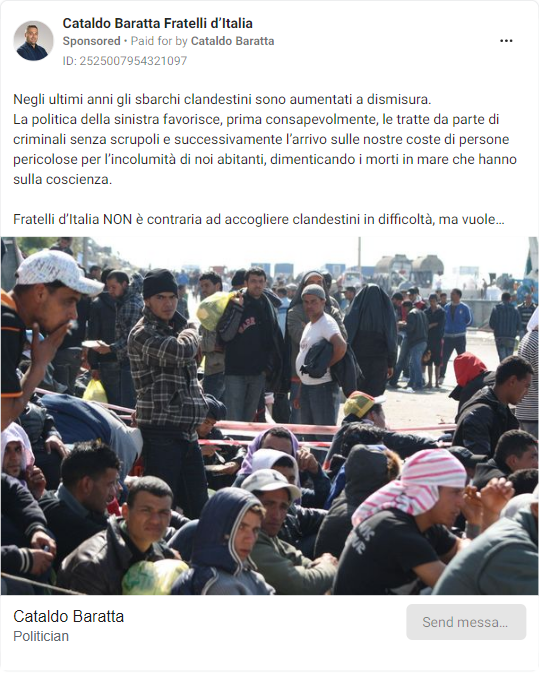 Cataldo Baratta Fratelli d’Italia
Sponsored • Paid for by Cataldo Baratta
ID: 2525007954321097
Negli ultimi anni gli sbarchi clandestini sono aumentati a dismisura.
La politica della sinistra favorisce, prima consapevolmente, le tratte da parte di
criminali senza scrupoli e successivamente l’arrivo sulle nostre coste di persone
pericolose per l’incolumità di noi abitanti, dimenticando i morti in mare che hanno
sulla coscienza.
Fratelli d’Italia NON è contraria ad accogliere clandestini in difficoltà, ma vuole…
Cataldo Baratta
Politician
Send messa…